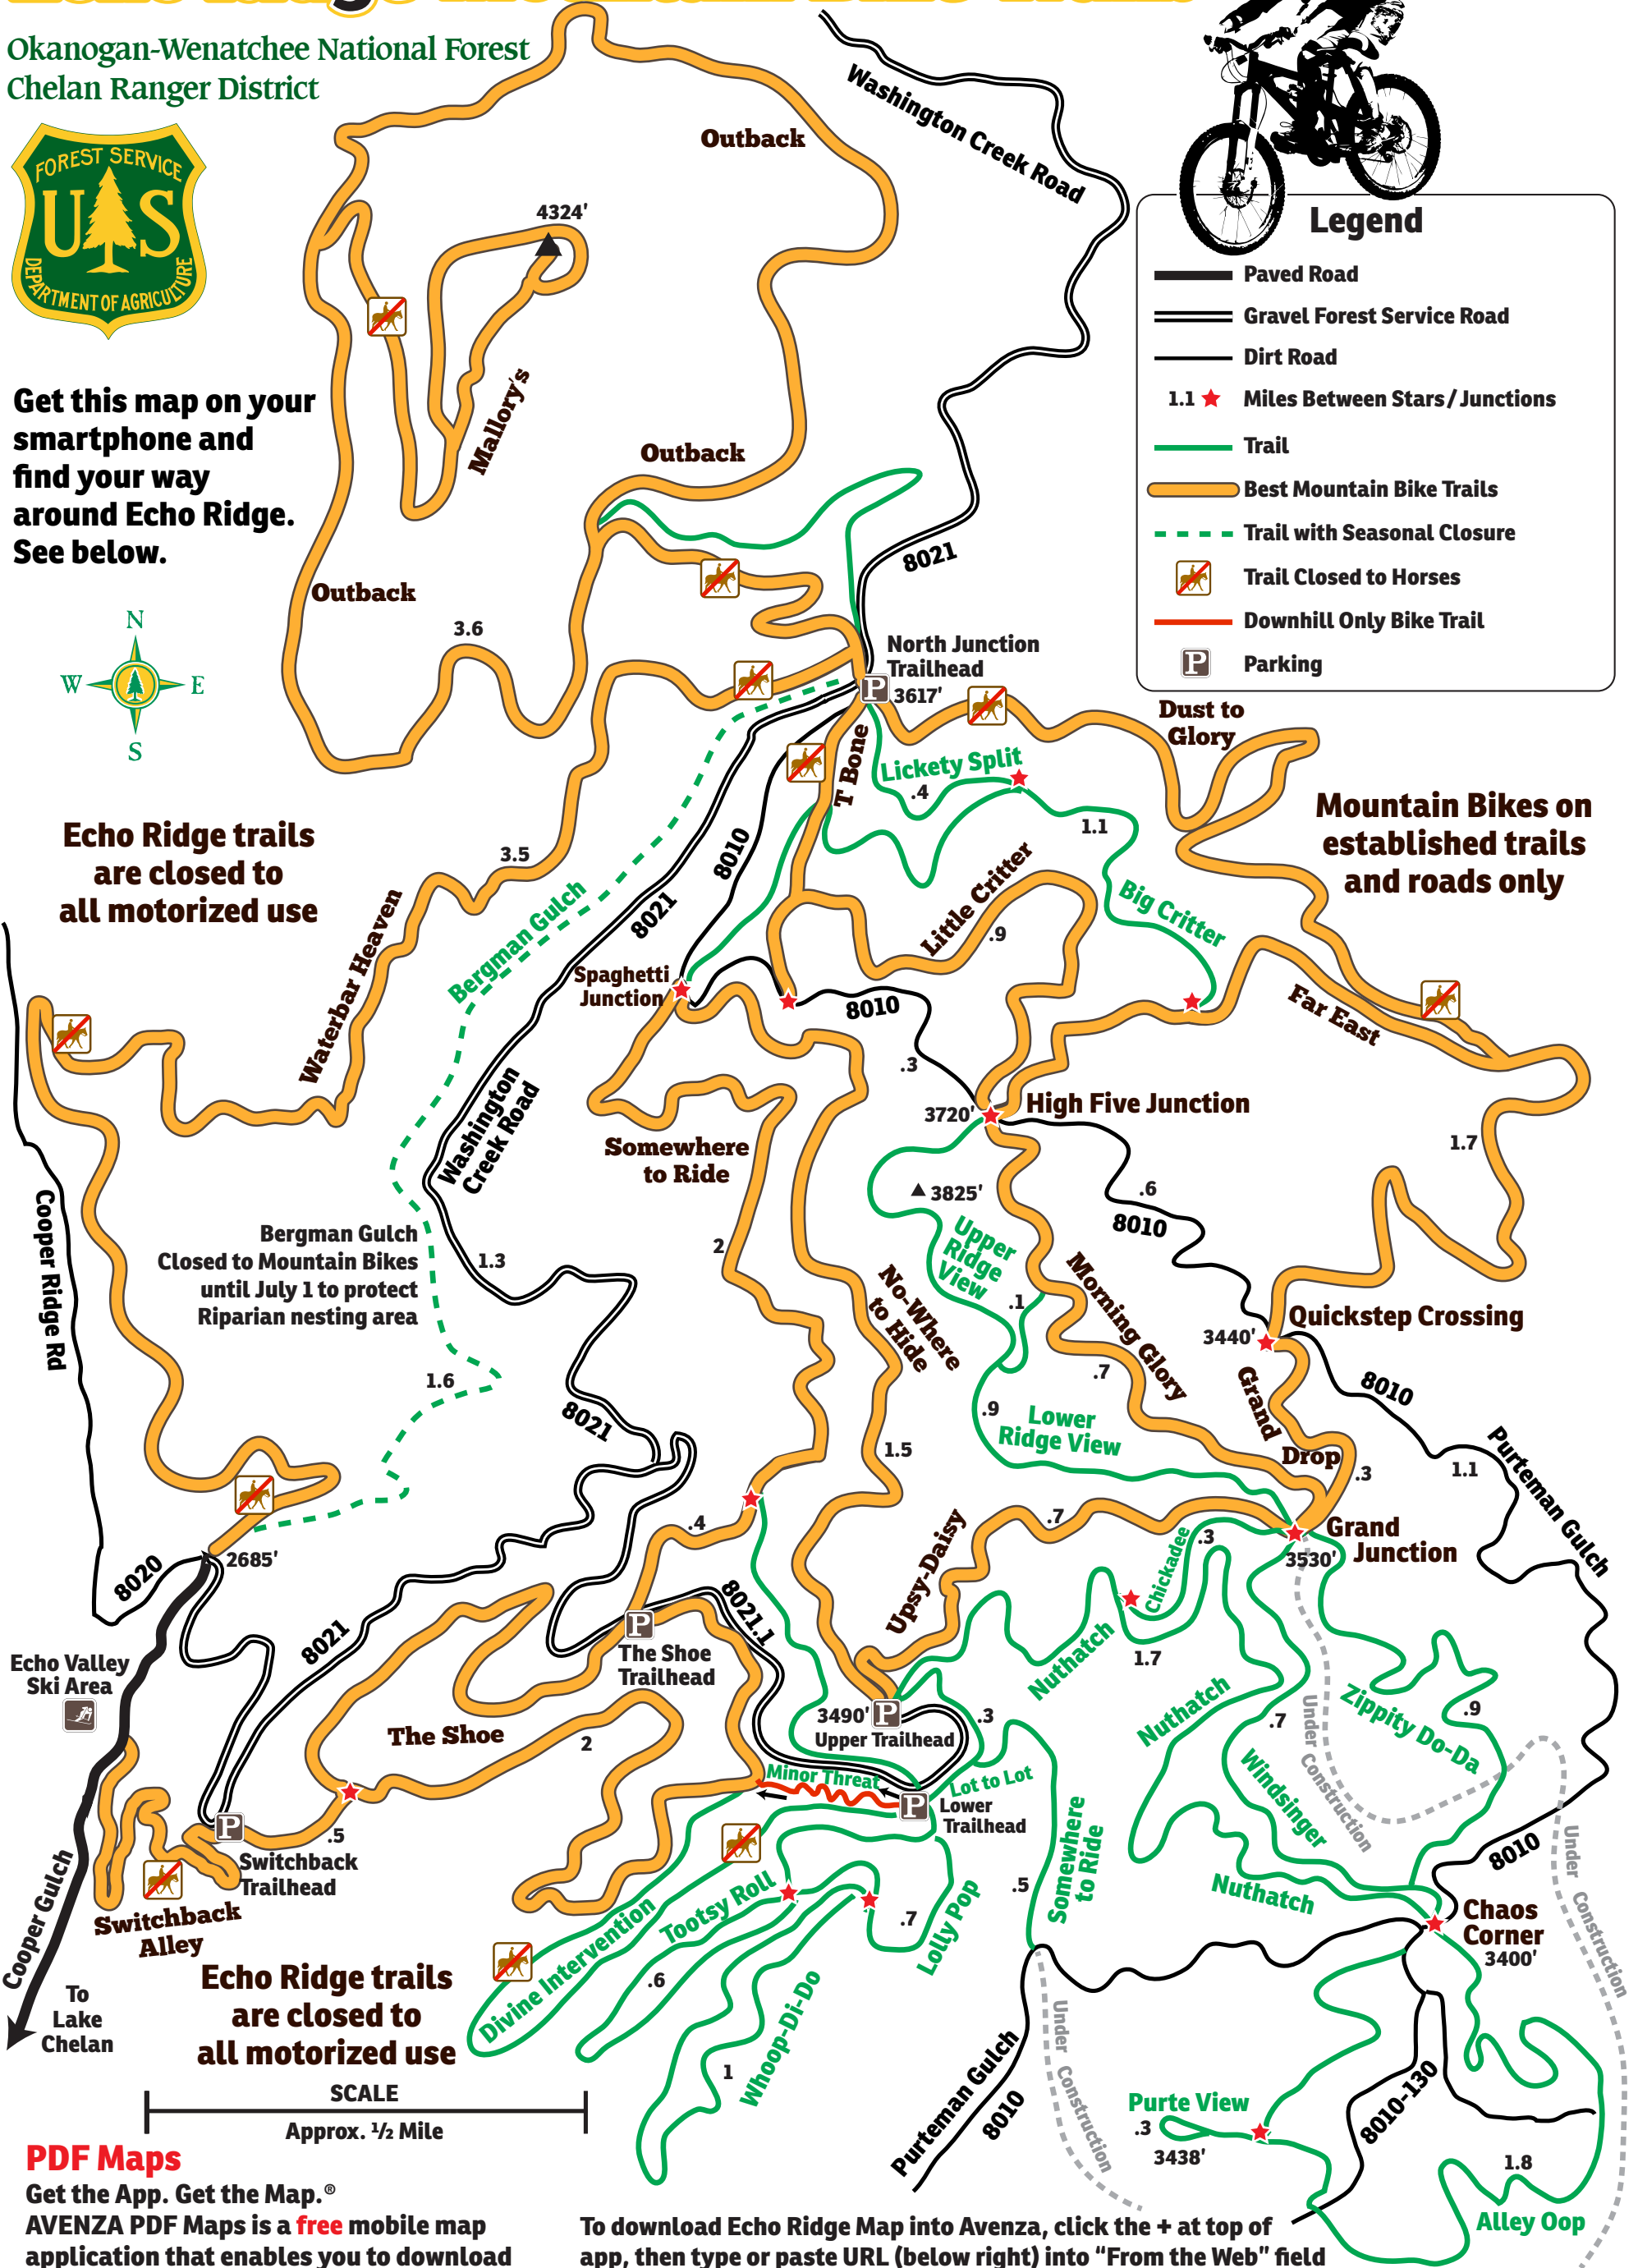 Echo Ridge Mountain Bike Trails
Okanogan-Wenatchee National Forest
Chelan Ranger District
FOREST SERVICE
U S
DEPARTMENT OF AGRICULTURE
Get this map on your
smartphone and
find your way
around Echo Ridge.
See below.
N
W E
S
Legend
Paved Road
Gravel Forest Service Road
Dirt Road
1.1 Miles Between Stars/Junctions
Trail
Best Mountain Bike Trails
Trail with Seasonal Closure
Trail Closed to Horses
Downhill Only Bike Trail
P Parking
Washington Creek Road
Outback
4324'
Mallory's
Outback
Outback
3.6
8021
North Junction
Trailhead
P 3617'
Dust to
Glory
T Bone
Lickety Split
.4
1.1
Mountain Bikes on
established trails
and roads only
Echo Ridge trails
are closed to
all motorized use
3.5
8010
8021
Bergman Gulch
Waterbar Heaven
Little Critter
.9
Big Critter
Spaghetti
Junction
8010
Far East
.3
3720'
High Five Junction
1.7
Washington
Creek Road
Somewhere
to Ride
3825'
.6
8010
Cooper Ridge Rd
Bergman Gulch
Closed to Mountain Bikes
until July 1 to protect
Riparian nesting area
1.3
2
Upper
Ridge
View
.1
No-Where
to Hide
Morning Glory
.7
Quickstep Crossing
3440'
Grand
Drop
.3
8010
1.6
8021
.9
Lower
Ridge View
1.5
1.1
Purteman Gulch
.4
Upsy-Daisy
.7
Grand
Junction
3530'
Chickadee
.3
8020
2685'
8021
8021.1
P
The Shoe
Trailhead
Echo Valley
Ski Area
The Shoe
2
3490' P
Upper Trailhead
.3
Nuthatch
1.7
Nuthatch
.7
Under Construction
Zippity Do-Da
.9
Windsinger
Minor Threat
Lot to Lot
P Lower
Trailhead
P
Switchback
Trailhead
.5
Switchback
Alley
Cooper Gulch
To
Lake
Chelan
Somewhere
to Ride
.5
Nuthatch
8010
Under Construction
Chaos
Corner
3400'
Tootsy Roll
Divine Intervention
.6
.7
Lolly Pop
Whoop-Di-Do
1
Echo Ridge trails
are closed to
all motorized use
SCALE
Approx. ½ Mile
Under Construction
Purteman Gulch
8010
Purte View
.3
3438'
8010-130
1.8
Alley Oop
PDF Maps
Get the App. Get the Map.®
AVENZA PDF Maps is a free mobile map
application that enables you to download
To download Echo Ridge Map into Avenza, click the + at top of
app, then type or paste URL (below right) into “From the Web” field